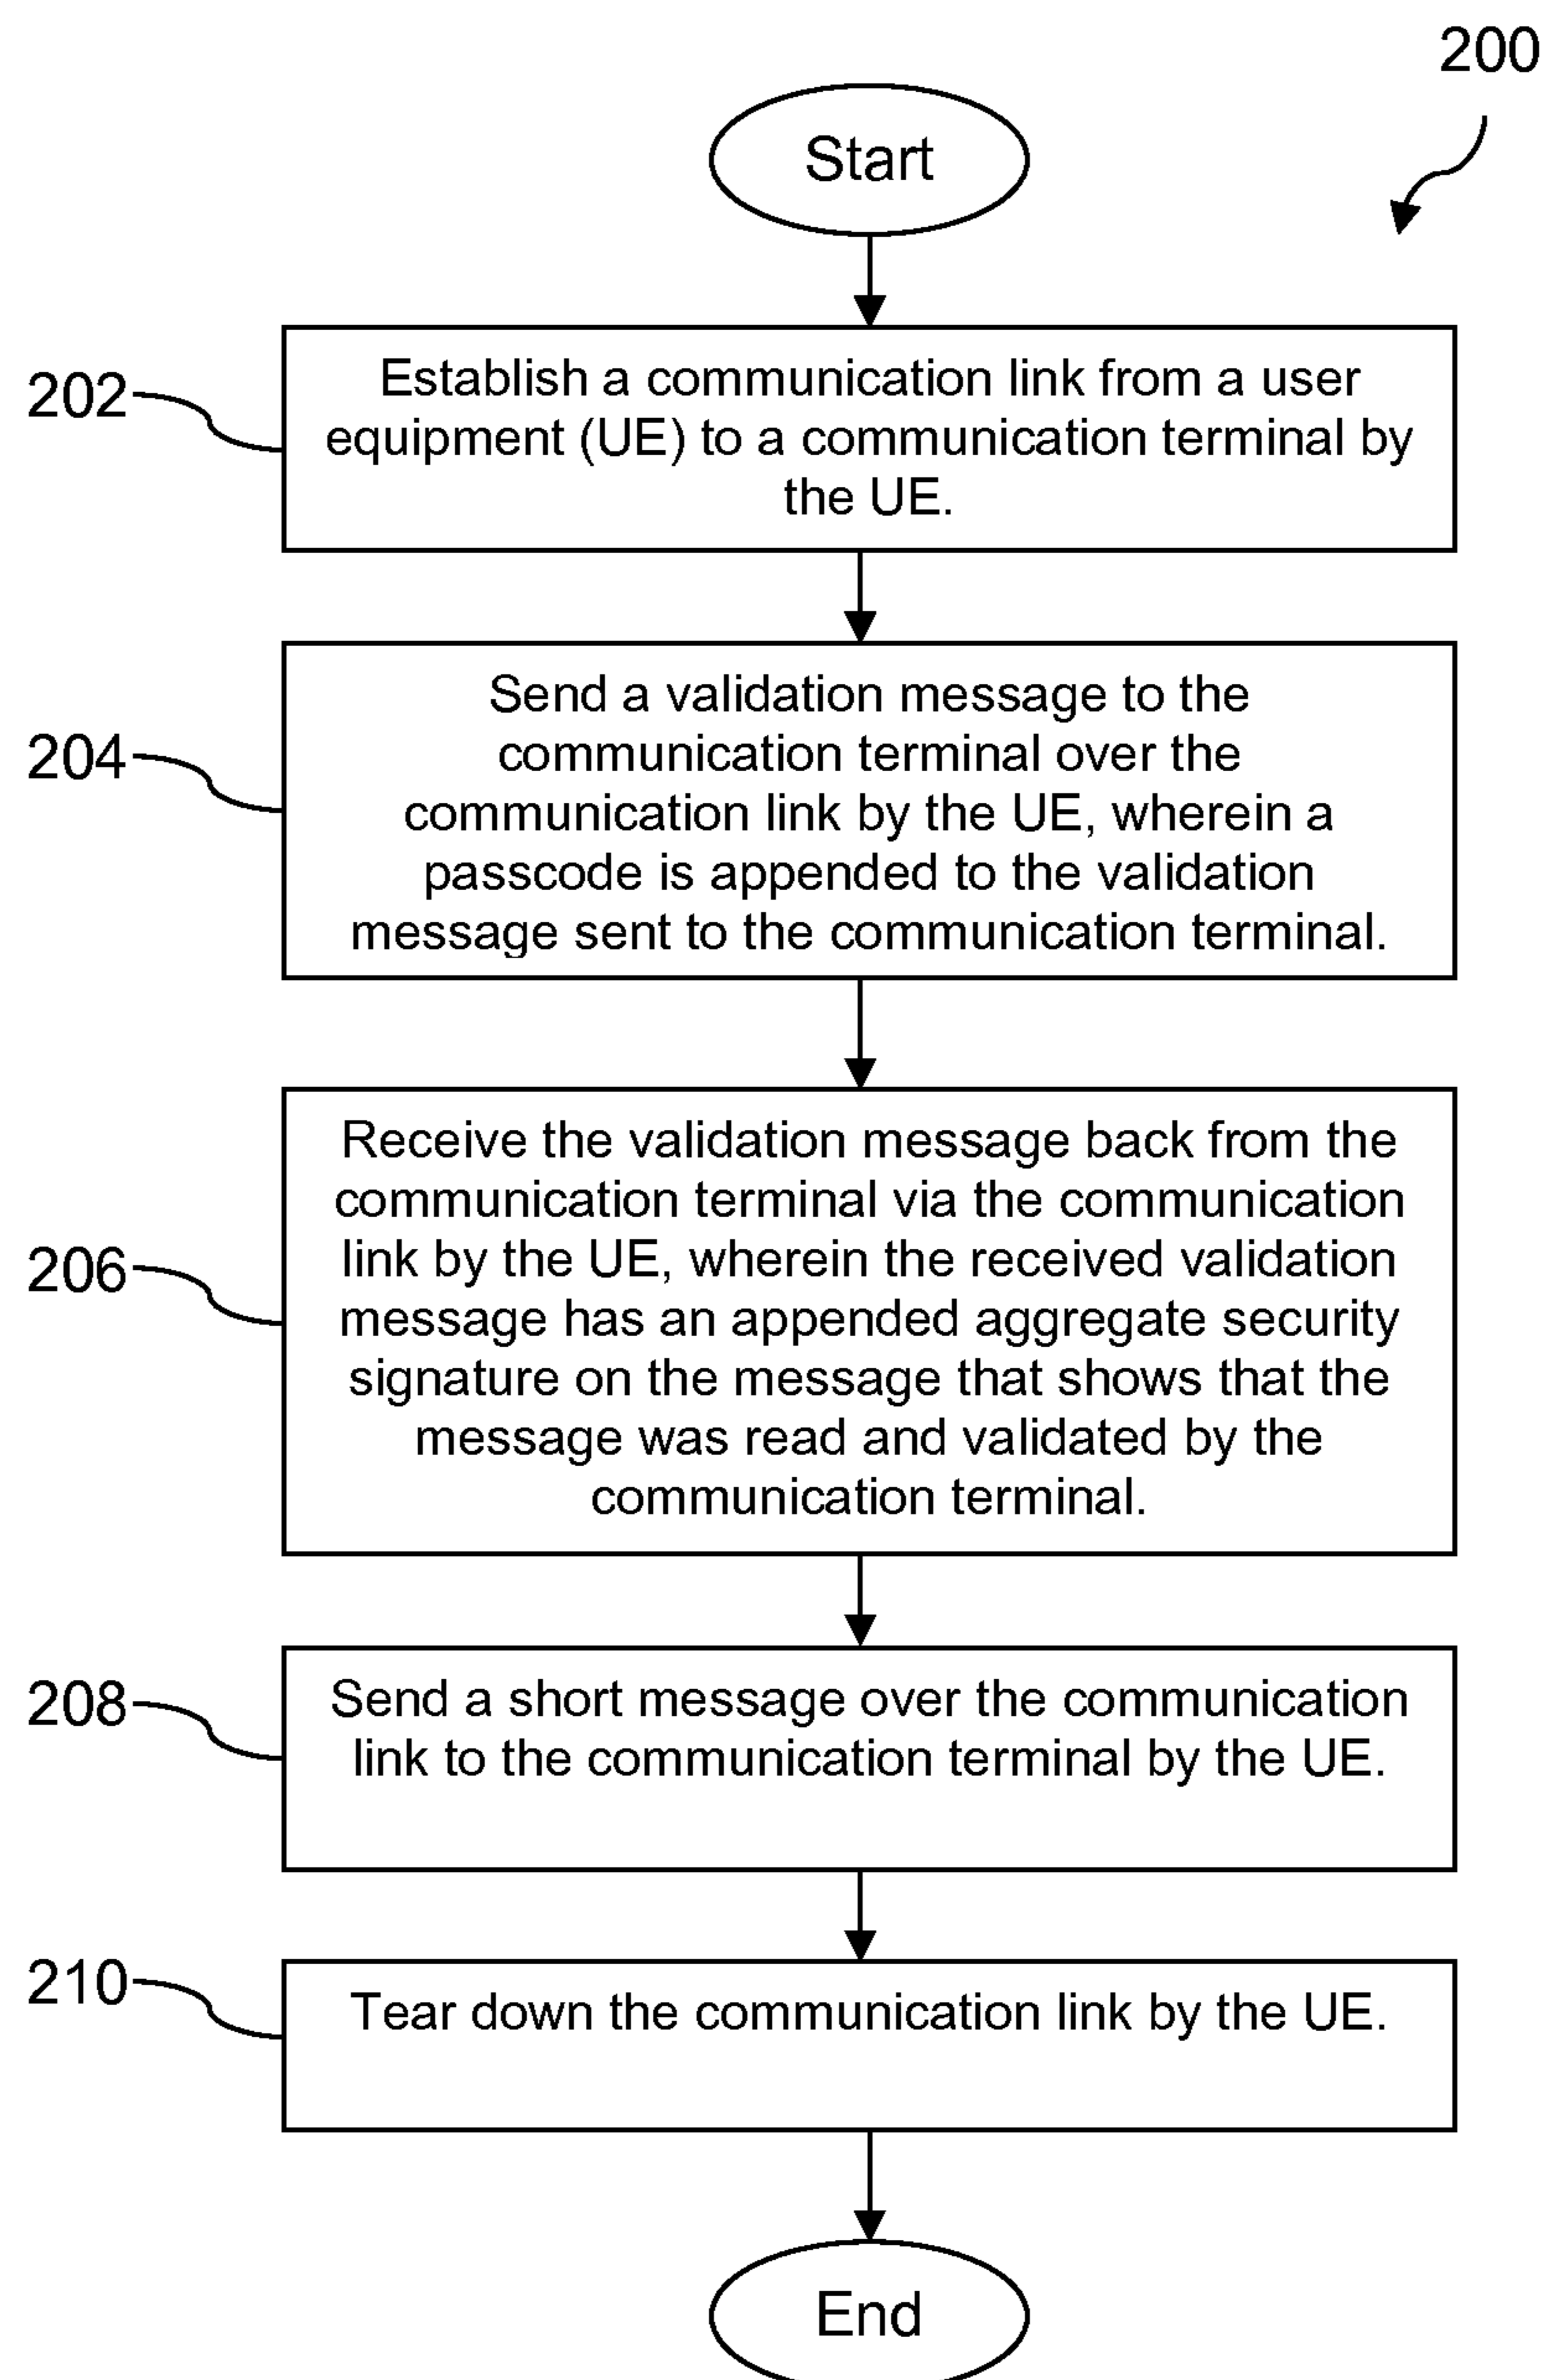 200
Start
202
Establish a communication link from a user
equipment (UE) to a communication terminal by
the UE.
204
Send a validation message to the
communication terminal over the
communication link by the UE, wherein a
passcode is appended to the validation
message sent to the communication terminal.
206
Receive the validation message back from the
communication terminal via the communication
link by the UE, wherein the received validation
message has an appended aggregate security
signature on the message that shows that the
message was read and validated by the
communication terminal.
208
Send a short message over the communication
link to the communication terminal by the UE.
210
Tear down the communication link by the UE.
End